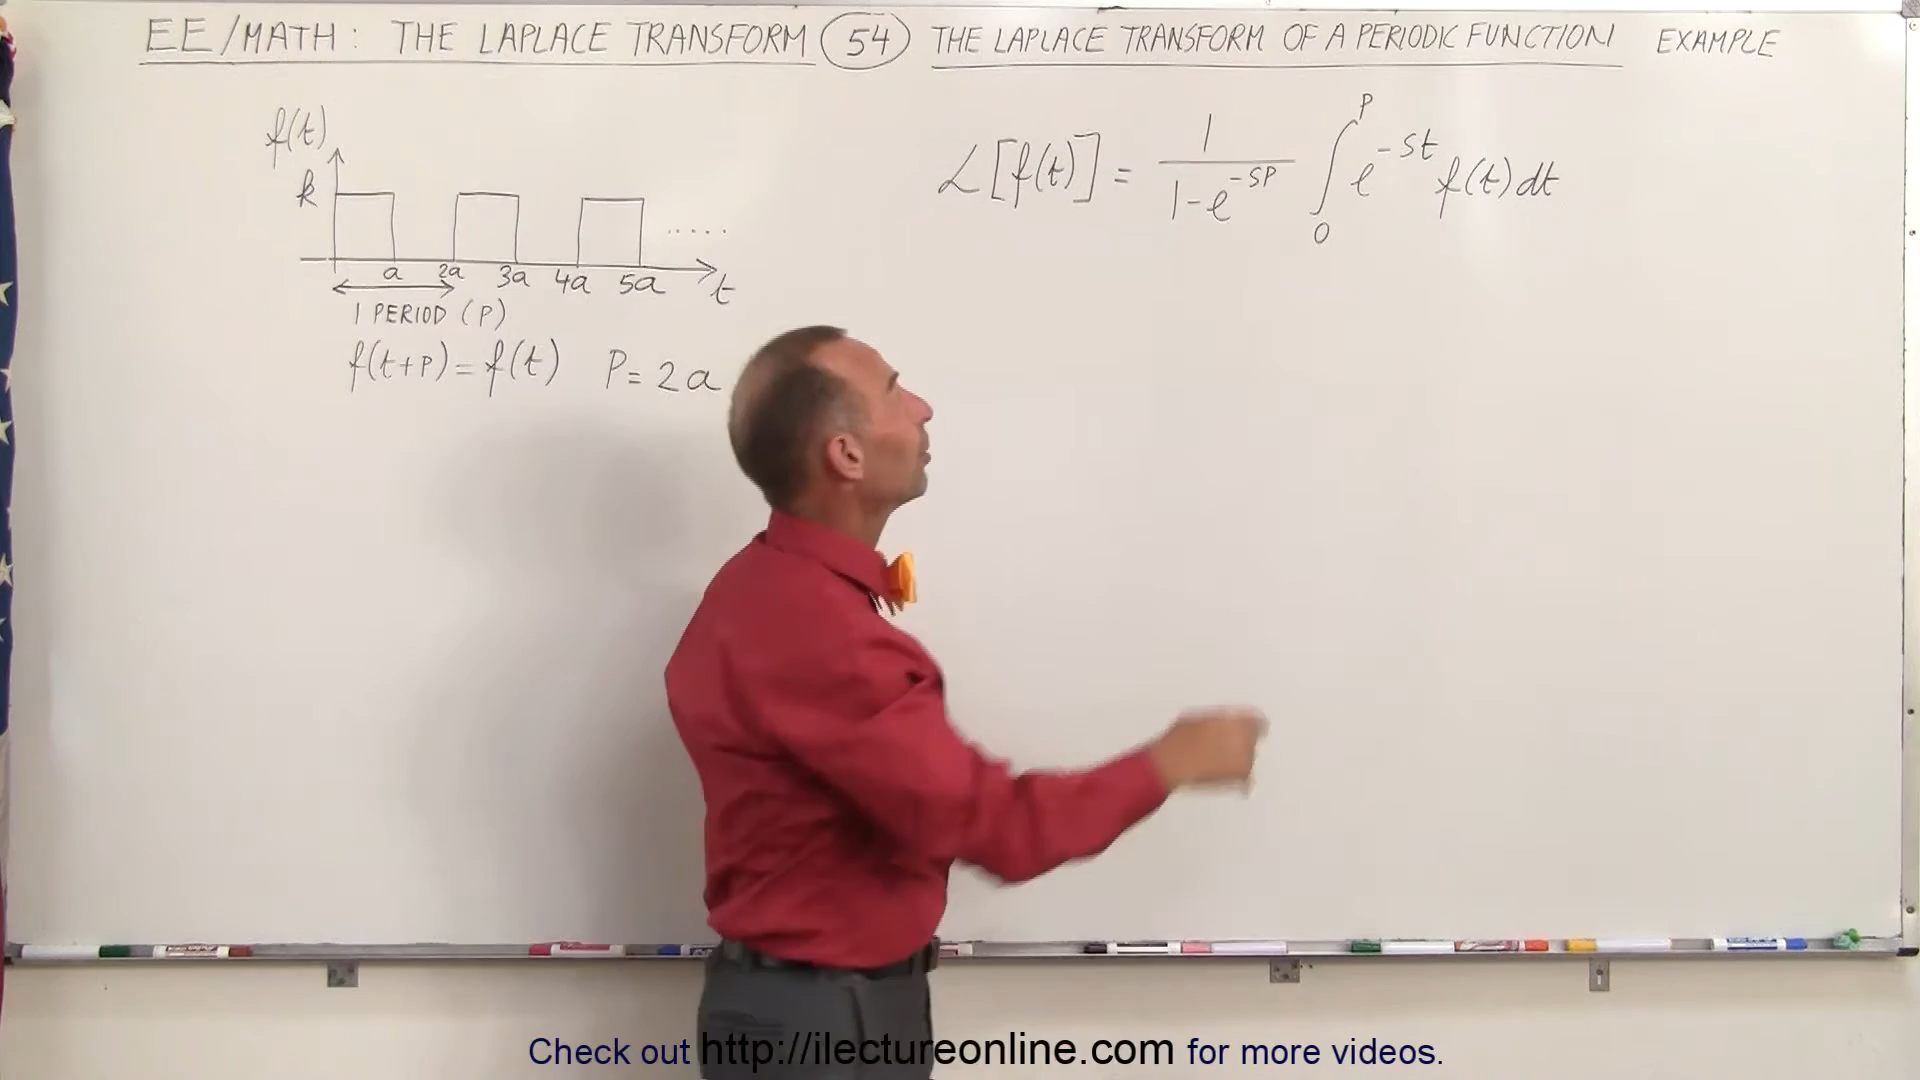 EE/MATH: THE LAPLACE TRANSFORM 54 THE LAPLACE TRANSFORM OF A PERIODIC FUNCTION EXAMPLE
f(t)
k
a 2a 3a 4a 5a t
.....
1 PERIOD (P)
f(t+P)=f(t) P=2a
L[f(t)] = 1/(1-e^-SP) ∫₀^P e^-st f(t)dt
Check out http://ilectureonline.com for more videos.